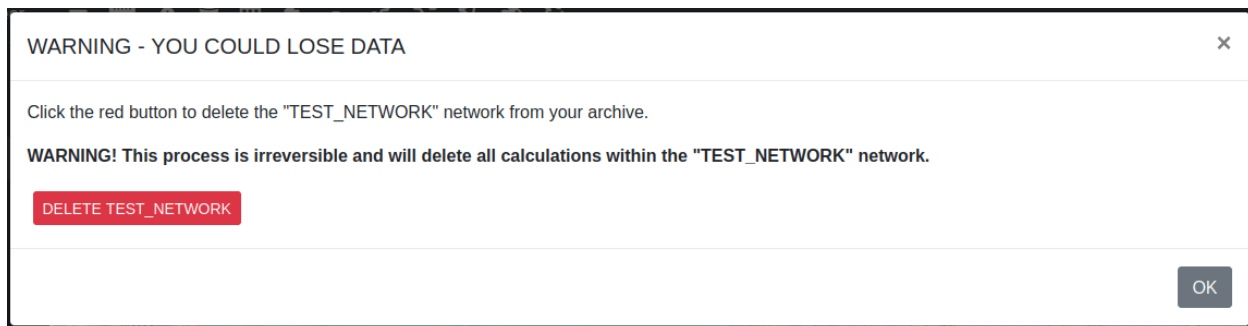 WARNING - YOU COULD LOSE DATA
×
Click the red button to delete the "TEST_NETWORK" network from your archive.
WARNING! This process is irreversible and will delete all calculations within the "TEST_NETWORK" network.
DELETE TEST_NETWORK
OK